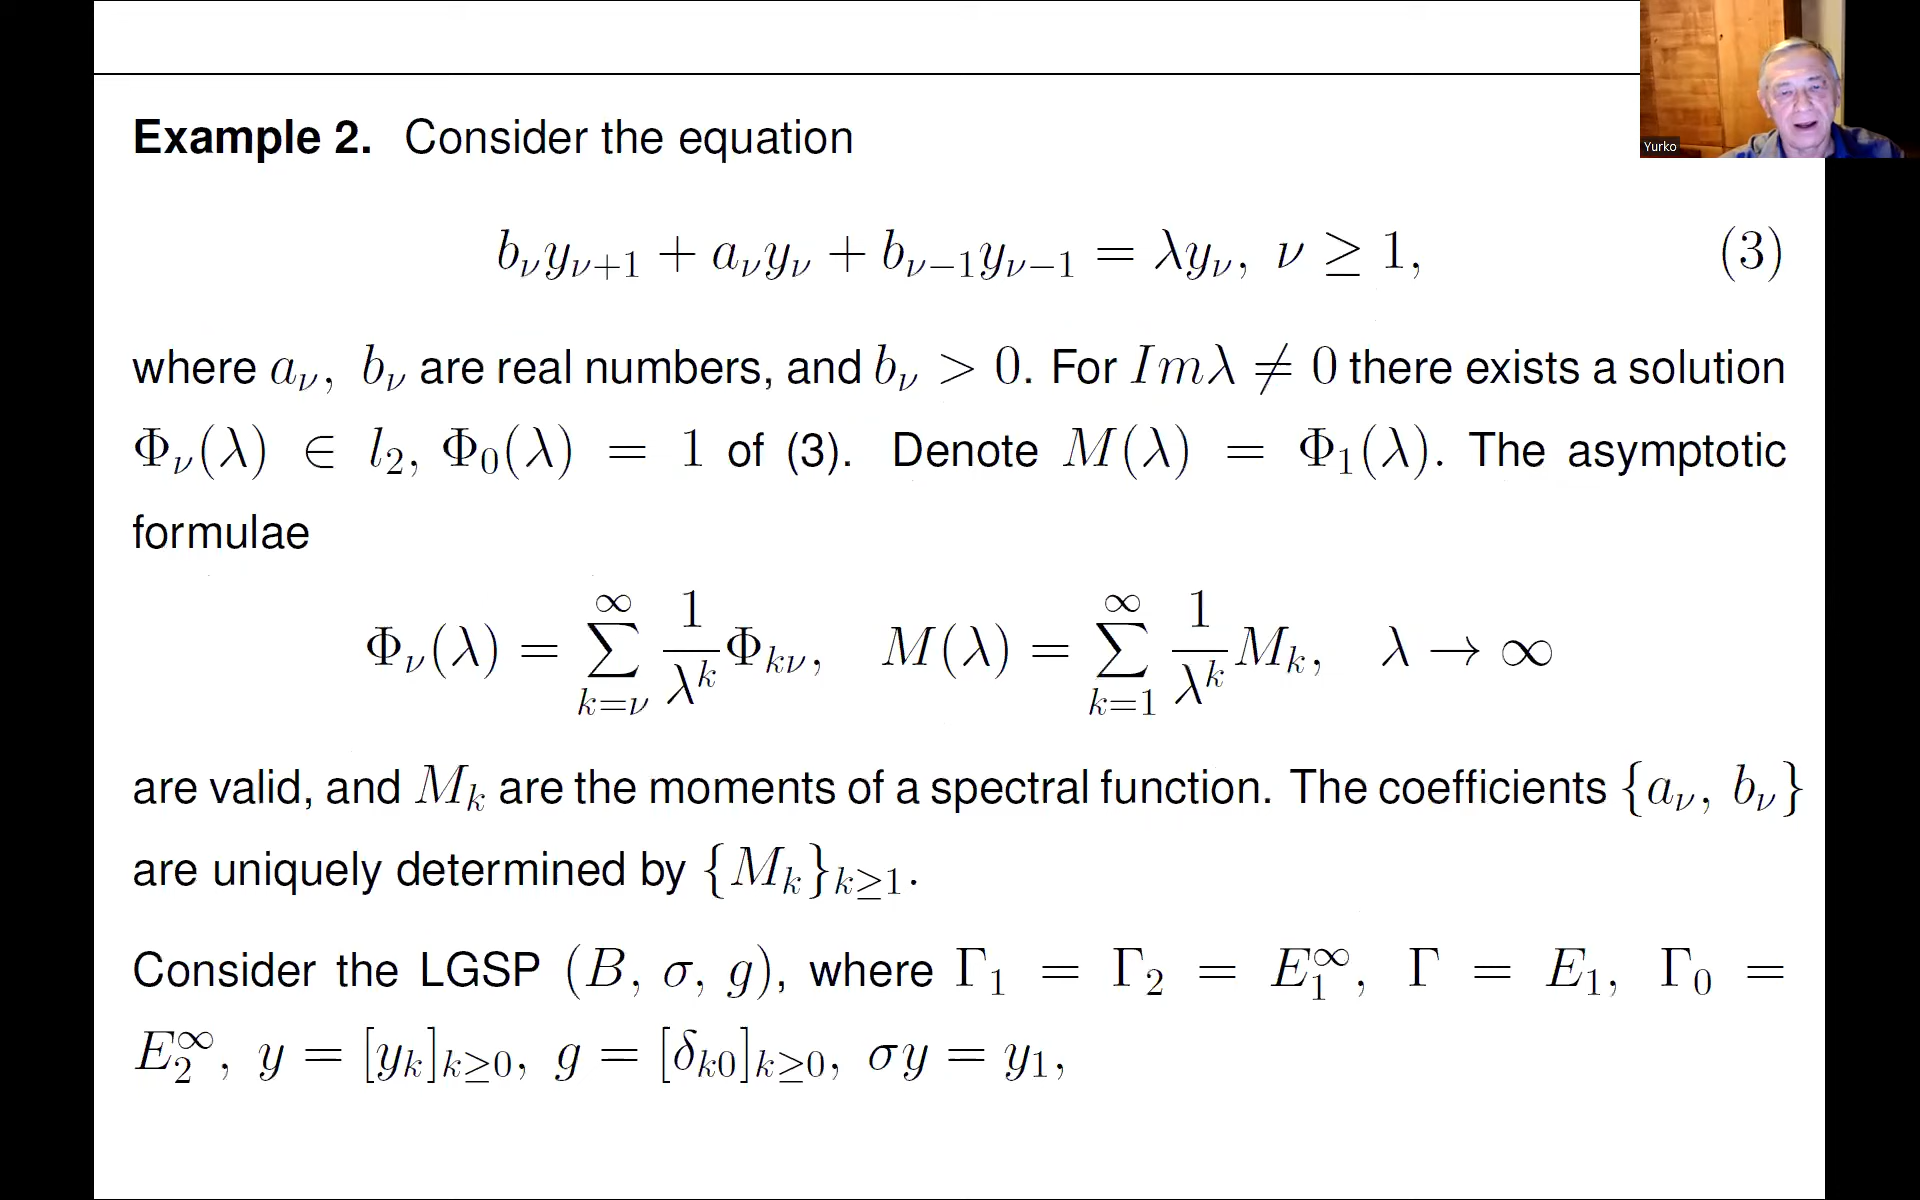 Example 2. Consider the equation
b_ν y_{ν+1} + a_ν y_ν + b_{ν−1} y_{ν−1} = λy_ν, ν ≥ 1, (3)
where a_ν, b_ν are real numbers, and b_ν > 0. For Imλ ≠ 0 there exists a solution
Φ_ν(λ) ∈ l_2, Φ_0(λ) = 1 of (3). Denote M(λ) = Φ_1(λ). The asymptotic
formulae
Φ_ν(λ) = ∑_{k=ν}^{∞} \frac{1}{λ^k} Φ_{kν}, M(λ) = ∑_{k=1}^{∞} \frac{1}{λ^k} M_k, λ → ∞
are valid, and M_k are the moments of a spectral function. The coefficients {a_ν, b_ν}
are uniquely determined by {M_k}_{k≥1}.
Consider the LGSP (B, σ, g), where Γ_1 = Γ_2 = E_1^∞, Γ = E_1, Γ_0 =
E_2^∞, y = [y_k]_{k≥0}, g = [δ_{k0}]_{k≥0}, σy = y_1,
Yurko